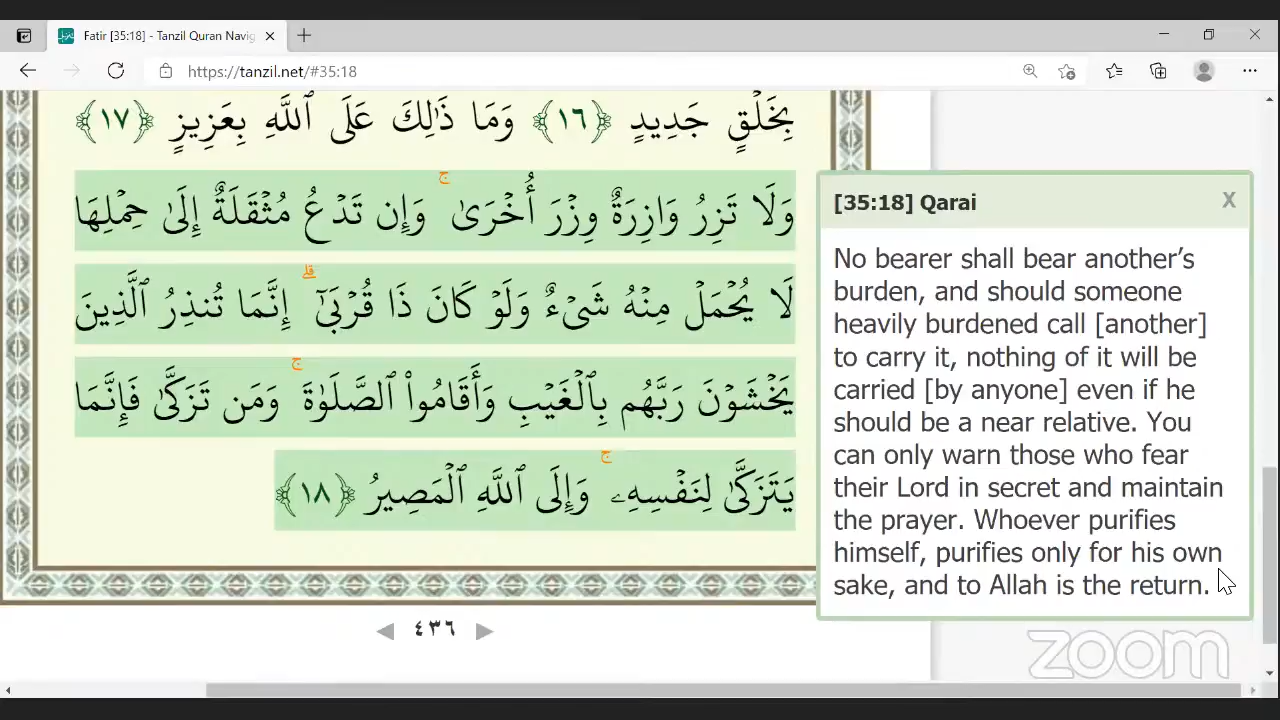 Fatir [35:18] - Tanzil Quran Navig
https://tanzil.net/#35:18
بِخَلْقٍ جَدِيدٍ ﴿١٦﴾ وَمَا ذَٰلِكَ عَلَى ٱللَّهِ بِعَزِيزٍ ﴿١٧﴾
وَلَا تَزِرُ وَازِرَةٌ وِزْرَ أُخْرَىٰ ۚ وَإِن تَدْعُ مُثْقَلَةٌ إِلَىٰ حِمْلِهَا
لَا يُحْمَلْ مِنْهُ شَىْءٌ وَلَوْ كَانَ ذَا قُرْبَىٰٓ ۗ إِنَّمَا تُنذِرُ ٱلَّذِينَ
يَخْشَوْنَ رَبَّهُم بِٱلْغَيْبِ وَأَقَامُوا۟ ٱلصَّلَوٰةَ ۚ وَمَن تَزَكَّىٰ فَإِنَّمَا
يَتَزَكَّىٰ لِنَفْسِهِۦ ۚ وَإِلَى ٱللَّهِ ٱلْمَصِيرُ ﴿١٨﴾
٤٣٦
[35:18] Qarai
X
No bearer shall bear another’s
burden, and should someone
heavily burdened call [another]
to carry it, nothing of it will be
carried [by anyone] even if he
should be a near relative. You
can only warn those who fear
their Lord in secret and maintain
the prayer. Whoever purifies
himself, purifies only for his own
sake, and to Allah is the return.
zoom